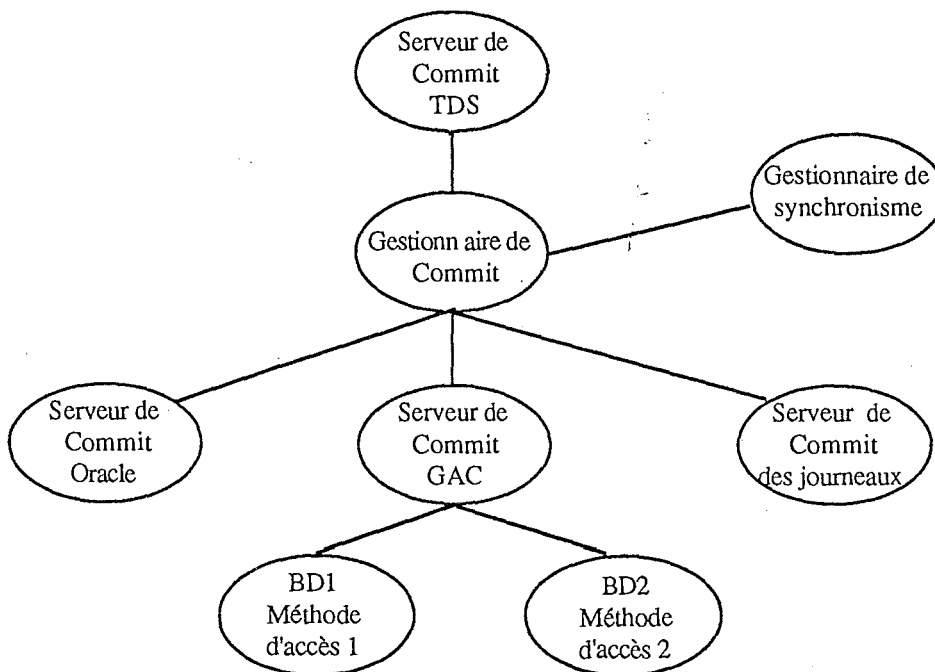 Serveur de
Commit
TDS
Gestionnaire de
synchronisme
Gestionn aire de
Commit
Serveur de
Commit
Oracle
Serveur de
Commit
GAC
Serveur de
Commit
des journeaux
BD1
Méthode
d'accès 1
BD2
Méthode
d'accès 2